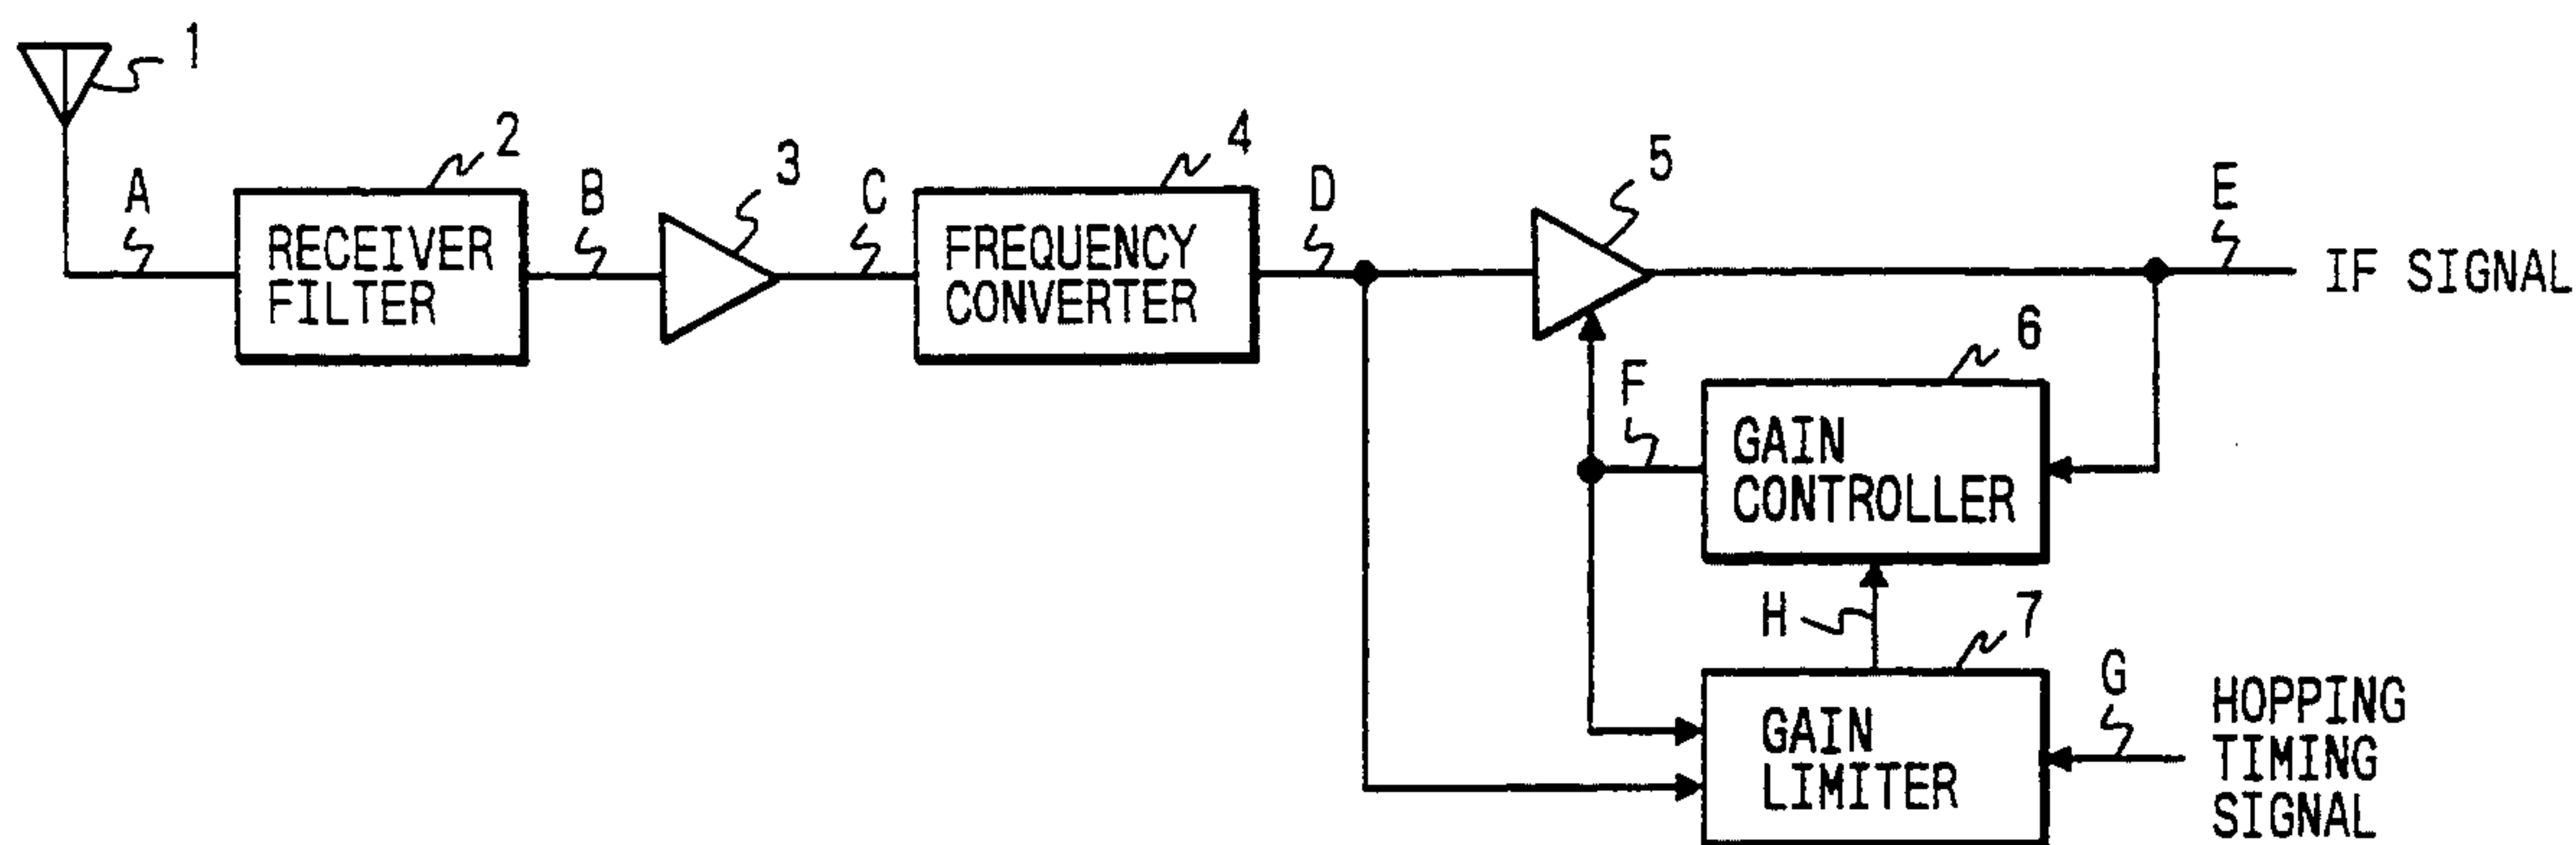 1
2
3
4
5
A
B
C
D
E
RECEIVER
FILTER
FREQUENCY
CONVERTER
IF SIGNAL
6
F
GAIN
CONTROLLER
H
7
G
GAIN
LIMITER
HOPPING
TIMING
SIGNAL